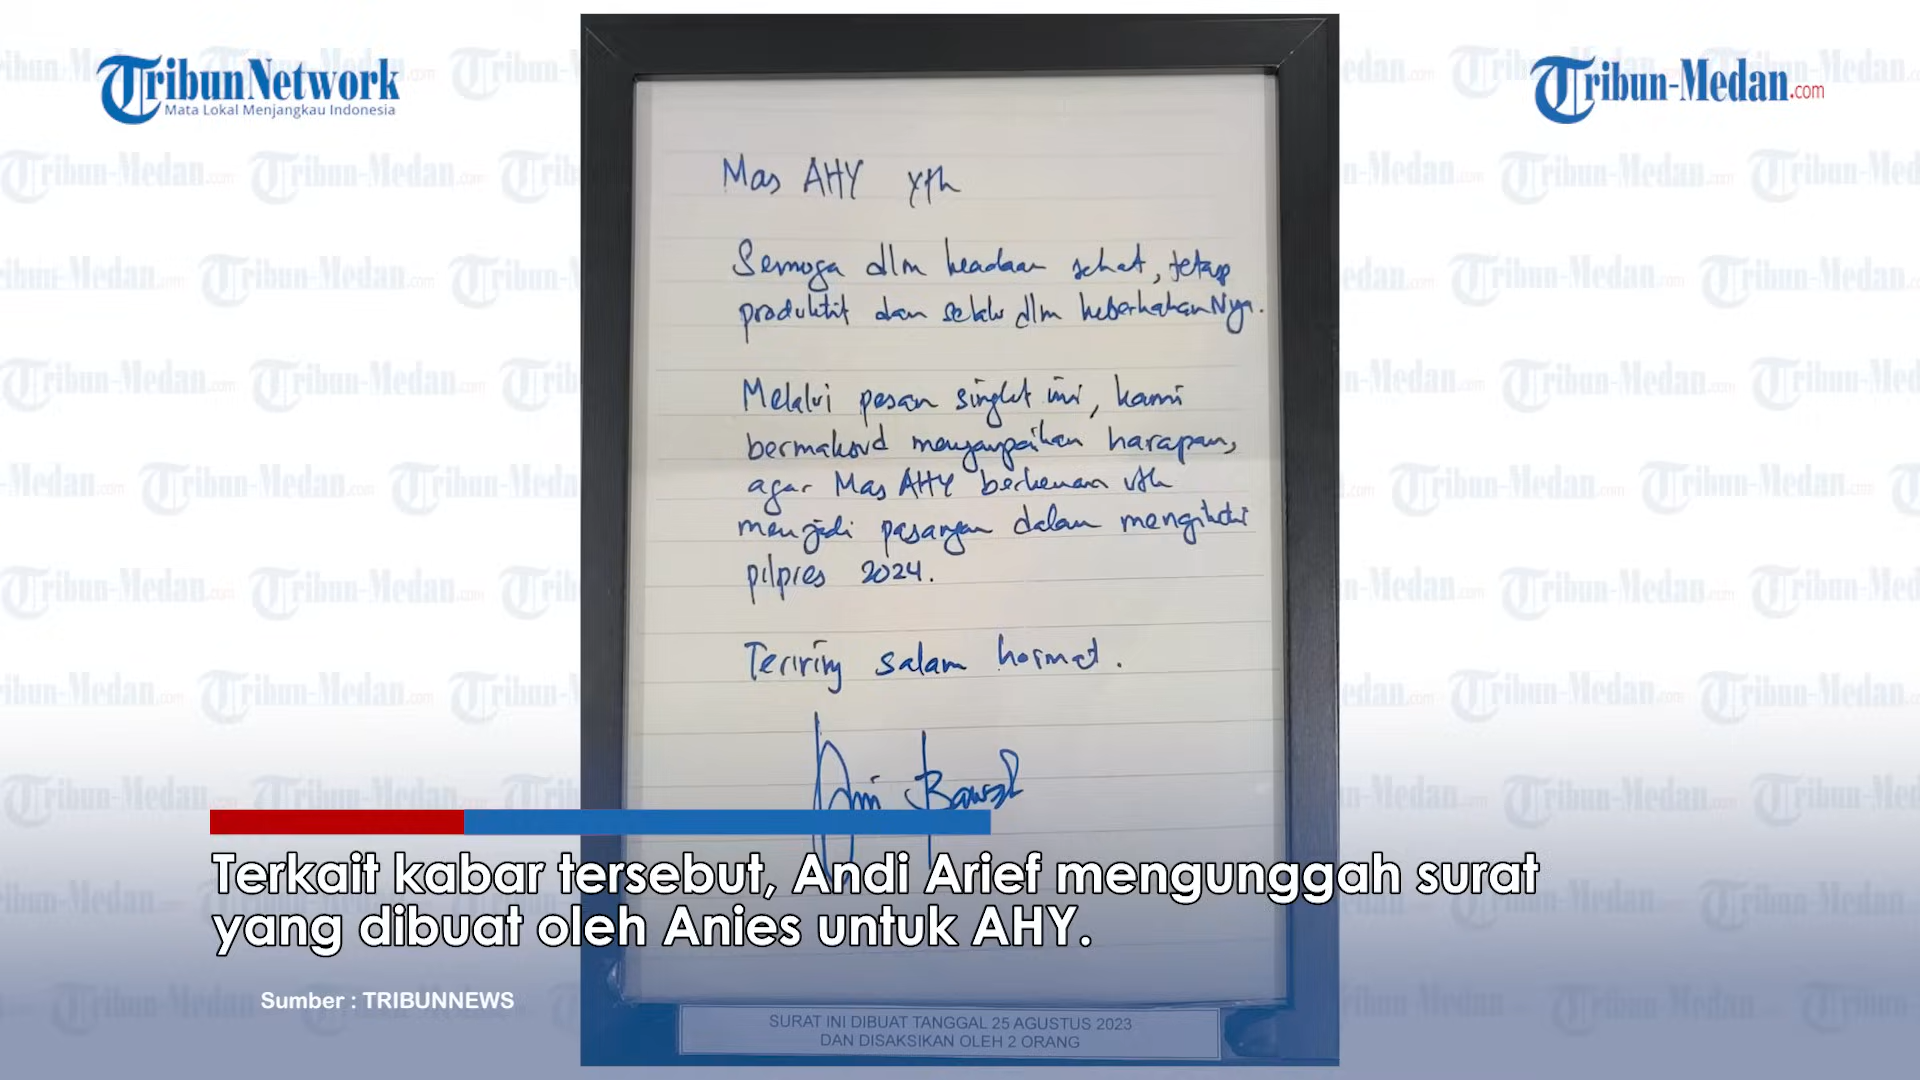 TribunNetwork
Mata Lokal Menjangkau Indonesia
Tribun-Medan.com
Mas AHY Yth
Semoga dlm keadaan sehat, tetap
produktif dan selalu dlm keberkahanNya.
Melalui pesan singkat ini, kami
bermaksud menyampaikan harapan,
agar Mas AHY berkenan utk
menjadi pasangan dalam mengikuti
pilpres 2024.
Teriring salam hormat.
Terkait kabar tersebut, Andi Arief mengunggah surat
yang dibuat oleh Anies untuk AHY.
Sumber : TRIBUNNEWS
SURAT INI DIBUAT TANGGAL 25 AGUSTUS 2023
DAN DISAKSIKAN OLEH 2 ORANG